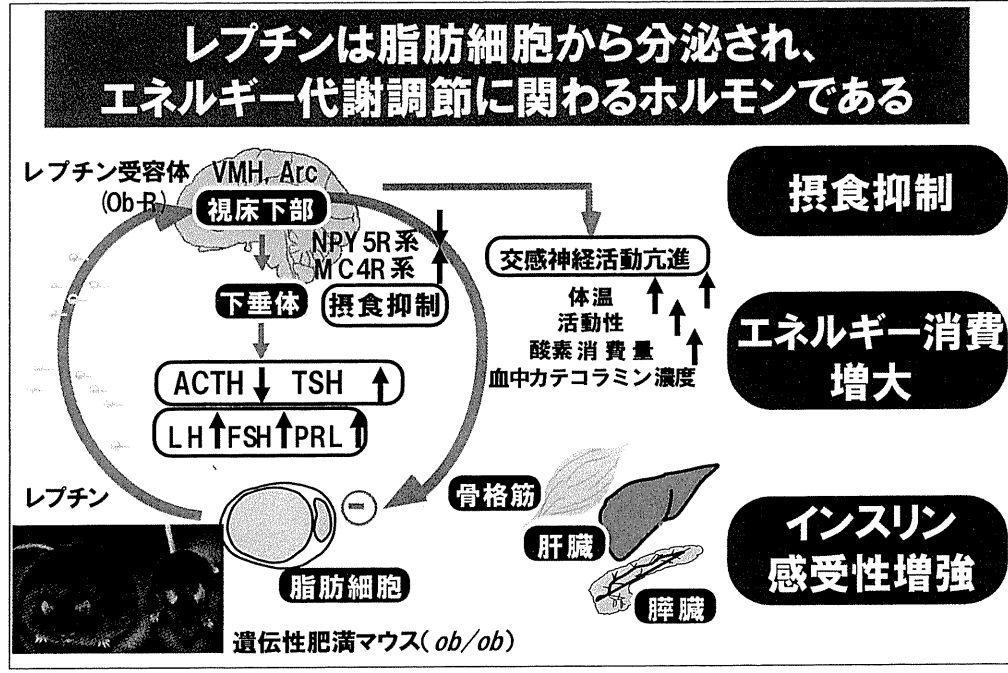 レプチンは脂肪細胞から分泌され、
エネルギー代謝調節に関わるホルモンである
レプチン受容体
(Ob-R)
VMH, Arc
視床下部
NPY5R系
MC4R系
摂食抑制
下垂体
ACTH↓ TSH ↑
LH↑FSH↑PRL↑
交感神経活動亢進
体温
活動性
酸素消費量
血中カテコラミン濃度
摂食抑制
エネルギー消費
増大
インスリン
感受性増強
レプチン
脂肪細胞
−
骨格筋
肝臓
膵臓
遺伝性肥満マウス(ob/ob)